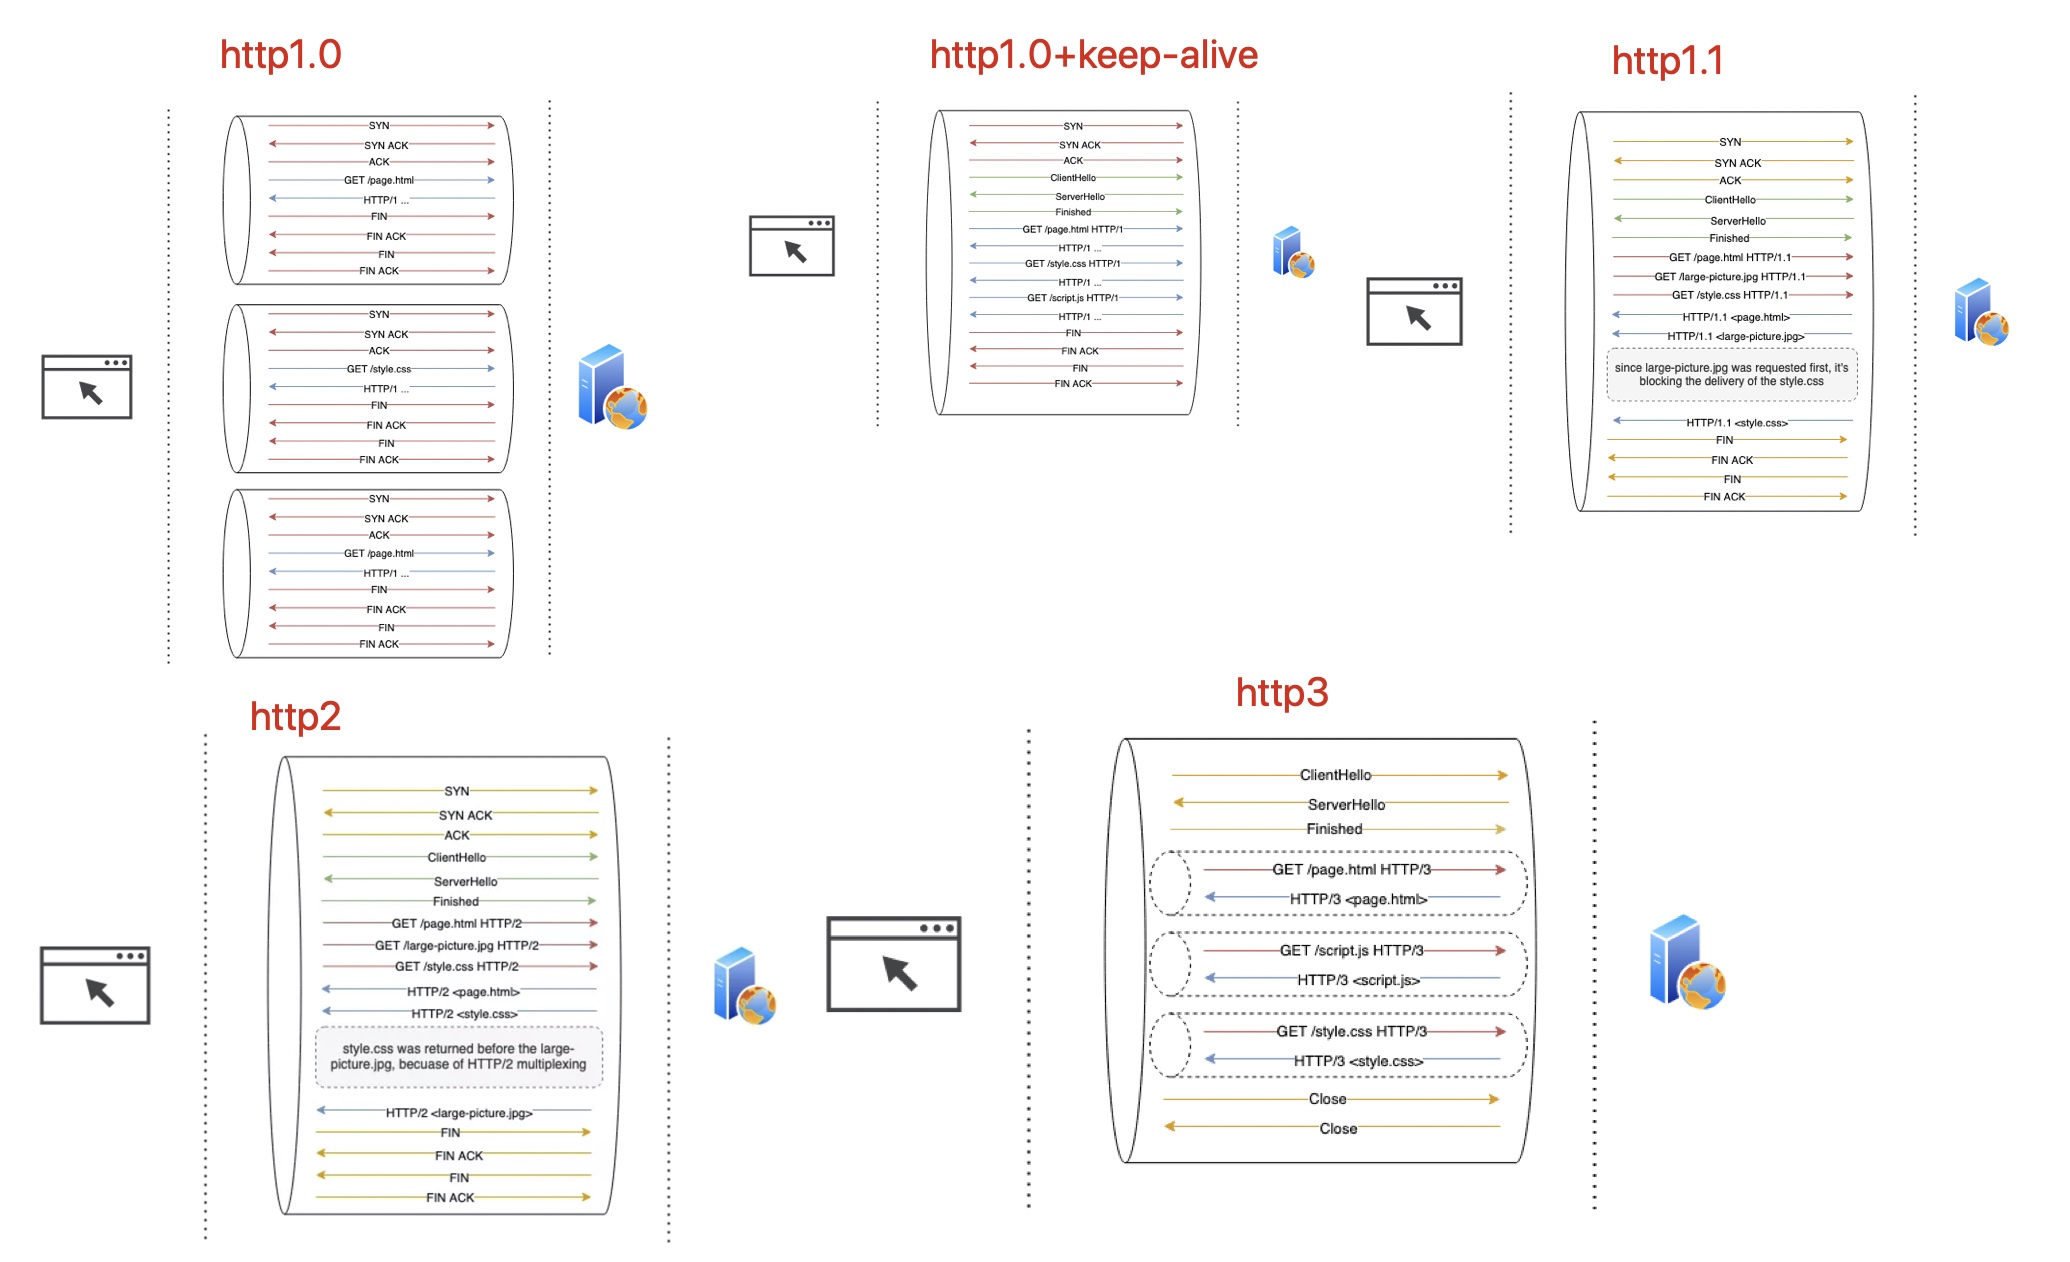 http1.0
SYN
SYN ACK
ACK
GET /page.html
HTTP/1 ...
FIN
FIN ACK
FIN
FIN ACK
SYN
SYN ACK
ACK
GET /style.css
HTTP/1 ...
FIN
FIN ACK
FIN
FIN ACK
SYN
SYN ACK
ACK
GET /page.html
HTTP/1 ...
FIN
FIN ACK
FIN
FIN ACK
http1.0+keep-alive
SYN
SYN ACK
ACK
ClientHello
ServerHello
Finished
GET /page.html HTTP/1
HTTP/1 ...
GET /style.css HTTP/1
HTTP/1 ...
GET /script.js HTTP/1
HTTP/1 ...
FIN
FIN ACK
FIN
FIN ACK
http1.1
SYN
SYN ACK
ACK
ClientHello
ServerHello
Finished
GET /page.html HTTP/1.1
GET /large-picture.jpg HTTP/1.1
GET /style.css HTTP/1.1
HTTP/1.1 <page.html>
HTTP/1.1 <large-picture.jpg>
since large-picture.jpg was requested first, it's
blocking the delivery of the style.css
HTTP/1.1 <style.css>
FIN
FIN ACK
FIN
FIN ACK
http2
SYN
SYN ACK
ACK
ClientHello
ServerHello
Finished
GET /page.html HTTP/2
GET /large-picture.jpg HTTP/2
GET /style.css HTTP/2
HTTP/2 <page.html>
HTTP/2 <style.css>
style.css was returned before the large-
picture.jpg, becuase of HTTP/2 multiplexing
HTTP/2 <large-picture.jpg>
FIN
FIN ACK
FIN
FIN ACK
http3
ClientHello
ServerHello
Finished
GET /page.html HTTP/3
HTTP/3 <page.html>
GET /script.js HTTP/3
HTTP/3 <script.js>
GET /style.css HTTP/3
HTTP/3 <style.css>
Close
Close